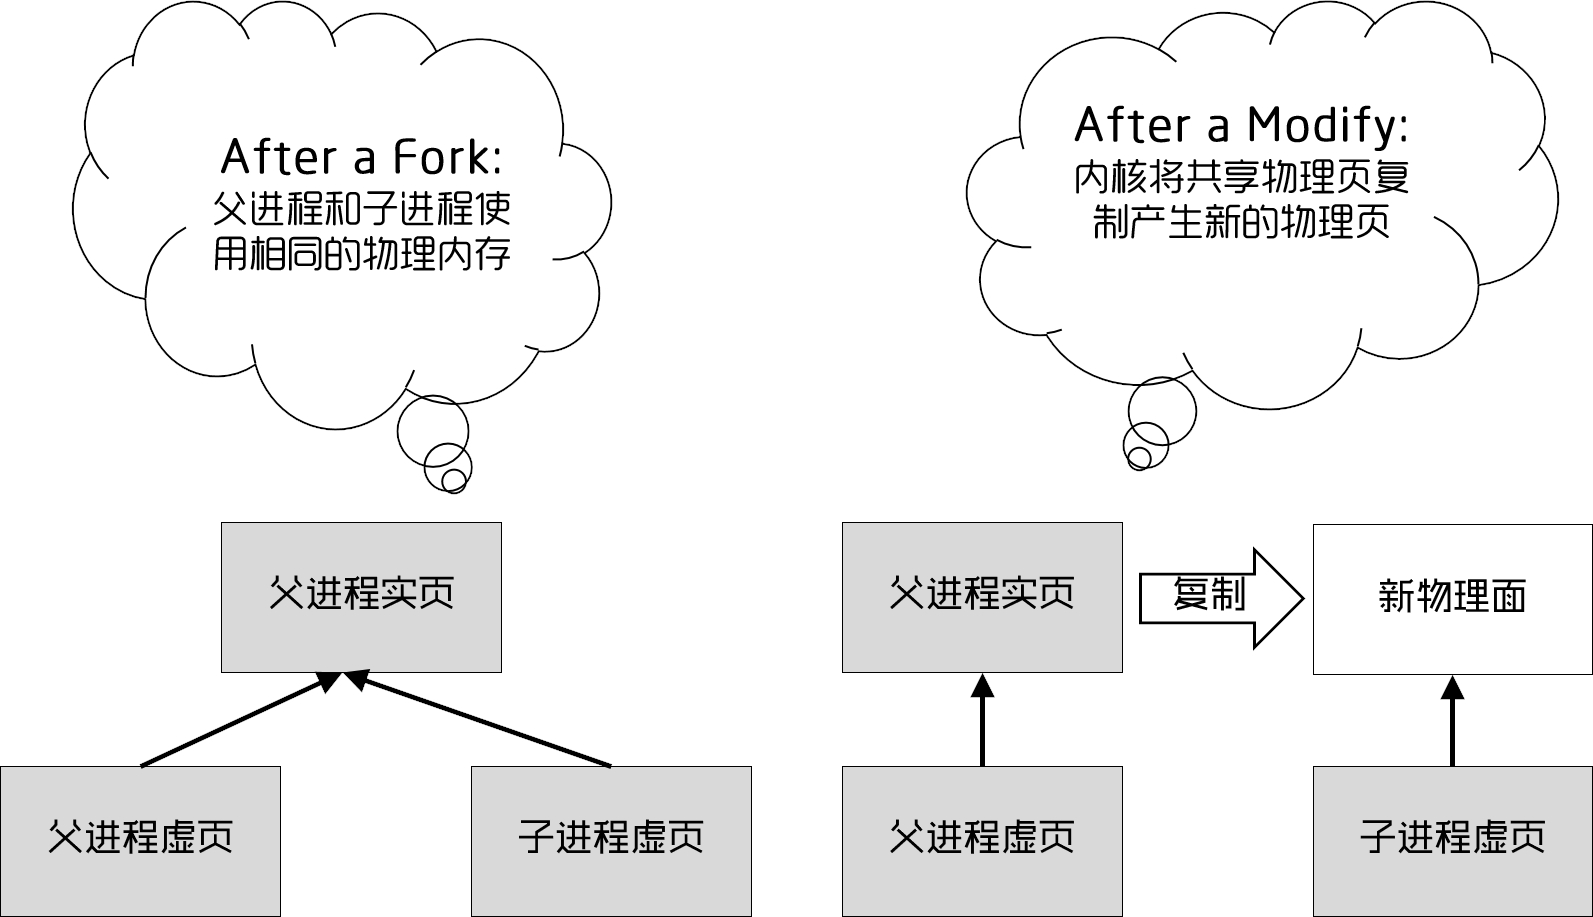 After a Fork:
父进程和子进程使
用相同的物理内存
After a Modify:
内核将共享物理页复
制产生新的物理页
父进程实页
父进程实页
复制
新物理面
父进程虚页
子进程虚页
父进程虚页
子进程虚页